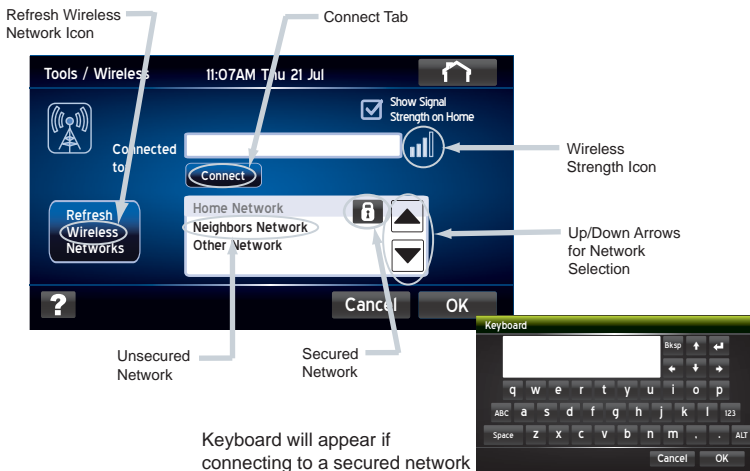 Refresh Wireless
Network Icon
Connect Tab
Tools / Wireless 11:07AM Thu 21 Jul
Show Signal
Strength on Home
Connected
to
Wireless
Strength Icon
Connect
Refresh
Wireless
Networks
Home Network
Neighbors Network
Other Network
Up/Down Arrows
for Network
Selection
?
Cancel OK
Unsecured
Network
Secured
Network
Keyboard
Bksp
q w e r t y u i o p
ABC a s d f g h j k l 123
Space z x c v b n m , . ALT
Cancel OK
Keyboard will appear if
connecting to a secured network